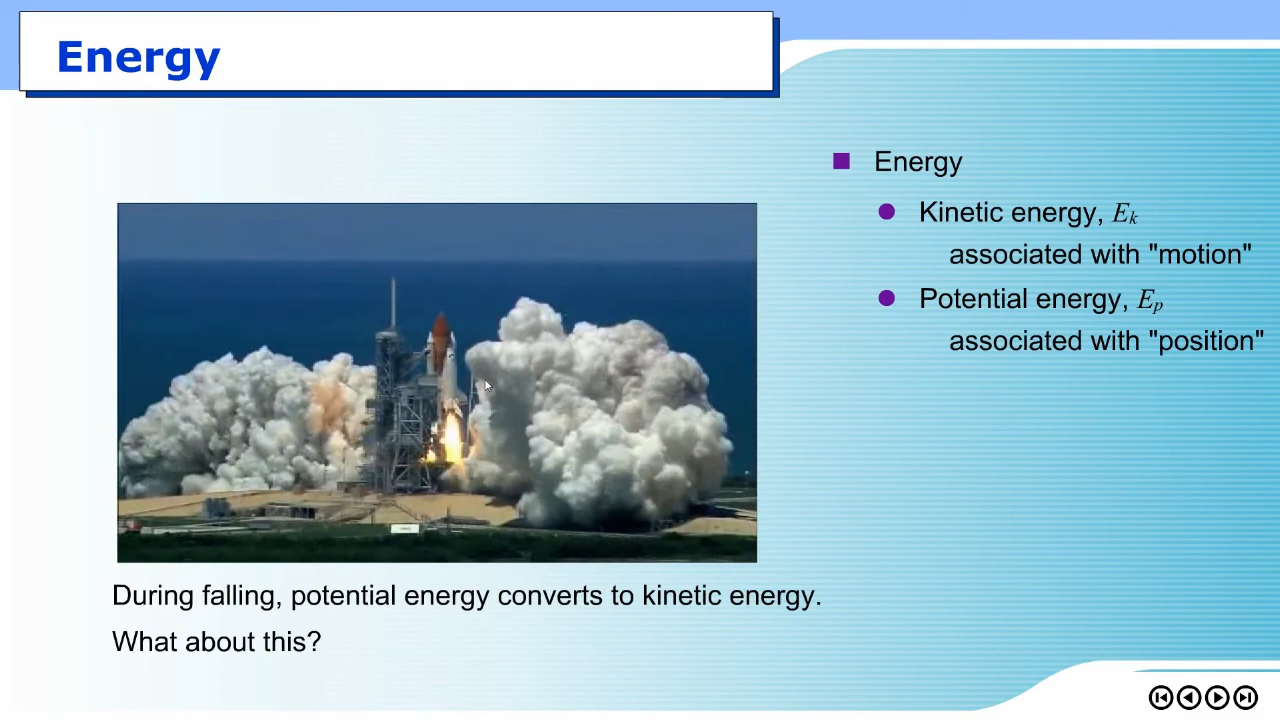 Energy
Energy
Kinetic energy, Ek
associated with "motion"
Potential energy, Ep
associated with "position"
During falling, potential energy converts to kinetic energy.
What about this?